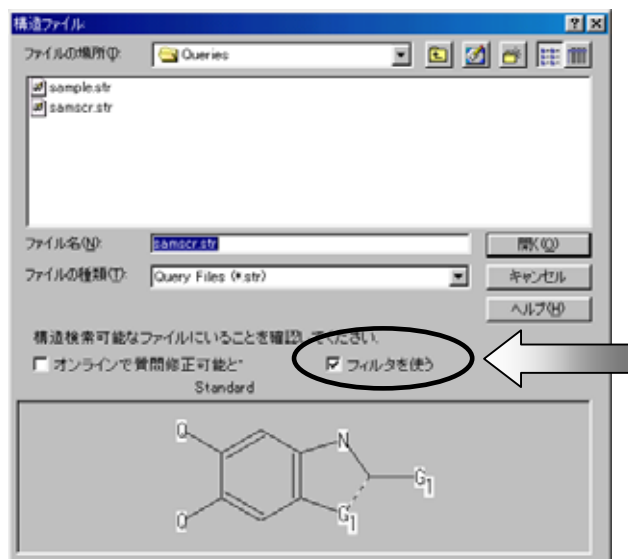 構造ファイル
ファイルの場所(I): Queries
sample.str
samscr.str
ファイル名(N): samscr.str 開く(O)
ファイルの種類(T): Query Files (*.str) キャンセル
ヘルプ(H)
構造検索可能なファイルにいることを確認してください.
オンラインで質問修正可能と" フィルタを使う
Standard
O N
G1
O G1